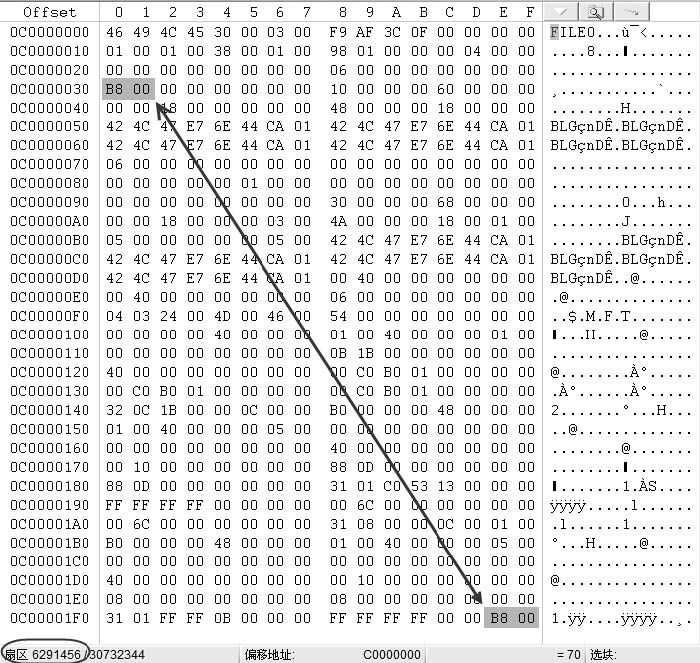 Offset 0 1 2 3 4 5 6 7 8 9 A B C D E F
0C0000000 46 49 4C 45 30 00 03 00 F9 AF 3C 0F 00 00 00 00 FILE0...ù¯<.....
0C0000010 01 00 01 00 38 00 01 00 98 01 00 00 00 04 00 00 ....8...▮.......
0C0000020 00 00 00 00 00 00 00 00 06 00 00 00 00 00 00 00 ................
0C0000030 B8 00 00 00 00 00 00 00 10 00 00 00 60 00 00 00 ¸...........`...
0C0000040 00 00 18 00 00 00 00 00 48 00 00 00 18 00 00 00 ........H.......
0C0000050 42 4C 47 E7 6E 44 CA 01 42 4C 47 E7 6E 44 CA 01 BLGçnDÊ.BLGçnDÊ.
0C0000060 42 4C 47 E7 6E 44 CA 01 42 4C 47 E7 6E 44 CA 01 BLGçnDÊ.BLGçnDÊ.
0C0000070 06 00 00 00 00 00 00 00 00 00 00 00 00 00 00 00 ................
0C0000080 00 00 00 00 00 01 00 00 00 00 00 00 00 00 00 00 ................
0C0000090 00 00 00 00 00 00 00 00 30 00 00 00 68 00 00 00 ........0...h...
0C00000A0 00 00 18 00 00 00 03 00 4A 00 00 00 18 00 01 00 ........J.......
0C00000B0 05 00 00 00 00 00 05 00 42 4C 47 E7 6E 44 CA 01 ........BLGçnDÊ.
0C00000C0 42 4C 47 E7 6E 44 CA 01 42 4C 47 E7 6E 44 CA 01 BLGçnDÊ.BLGçnDÊ.
0C00000D0 42 4C 47 E7 6E 44 CA 01 00 40 00 00 00 00 00 00 BLGçnDÊ..@......
0C00000E0 00 40 00 00 00 00 00 00 06 00 00 00 00 00 00 00 .@..............
0C00000F0 04 03 24 00 4D 00 46 00 54 00 00 00 00 00 00 00 ..$.M.F.T.......
0C0000100 80 00 00 00 48 00 00 00 01 00 40 00 00 00 01 00 ▮...H.....@.....
0C0000110 00 00 00 00 00 00 00 00 0B 1B 00 00 00 00 00 00 ................
0C0000120 40 00 00 00 00 00 00 00 00 C0 B0 01 00 00 00 00 @........À°.....
0C0000130 00 C0 B0 01 00 00 00 00 00 C0 B0 01 00 00 00 00 .À°......À°.....
0C0000140 32 0C 1B 00 00 0C 00 00 B0 00 00 00 48 00 00 00 2.......°...H...
0C0000150 01 00 40 00 00 00 05 00 00 00 00 00 00 00 00 00 ..@.............
0C0000160 00 00 00 00 00 00 00 00 40 00 00 00 00 00 00 00 ........@.......
0C0000170 00 10 00 00 00 00 00 00 88 0D 00 00 00 00 00 00 ........▮.......
0C0000180 88 0D 00 00 00 00 00 00 31 01 C0 53 13 00 00 00 ▮.......1.ÀS....
0C0000190 FF FF FF FF 00 00 00 00 00 6C 00 00 00 00 00 00 ÿÿÿÿ.....l......
0C00001A0 00 6C 00 00 00 00 00 00 31 08 00 00 0C 00 01 00 .l......1.......
0C00001B0 B0 00 00 00 48 00 00 00 01 00 40 00 00 00 05 00 °...H.....@.....
0C00001C0 00 00 00 00 00 00 00 00 00 00 00 00 00 00 00 00 ................
0C00001D0 40 00 00 00 00 00 00 00 00 10 00 00 00 00 00 00 @...............
0C00001E0 08 00 00 00 00 00 00 00 08 00 00 00 00 00 00 00 ................
0C00001F0 31 01 FF FF 0B 00 00 00 FF FF FF FF 00 00 B8 00 1.ÿÿ....ÿÿÿÿ..¸.
扇区 6291456 /30732344 偏移地址: C0000000 = 70 选块: